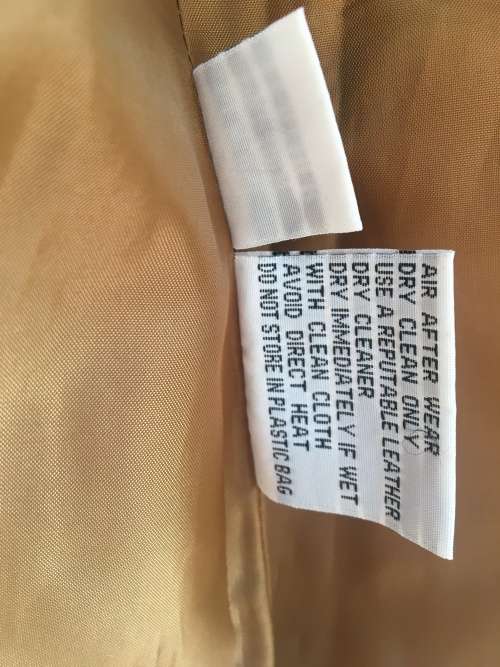 AIR AFTER WEAR
DRY CLEAN ONLY
USE A REPUTABLE LEATHER
DRY CLEANER
DRY IMMEDIATELY IF WET
WITH CLEAN CLOTH
AVOID DIRECT HEAT
DO NOT STORE IN PLASTIC BAG